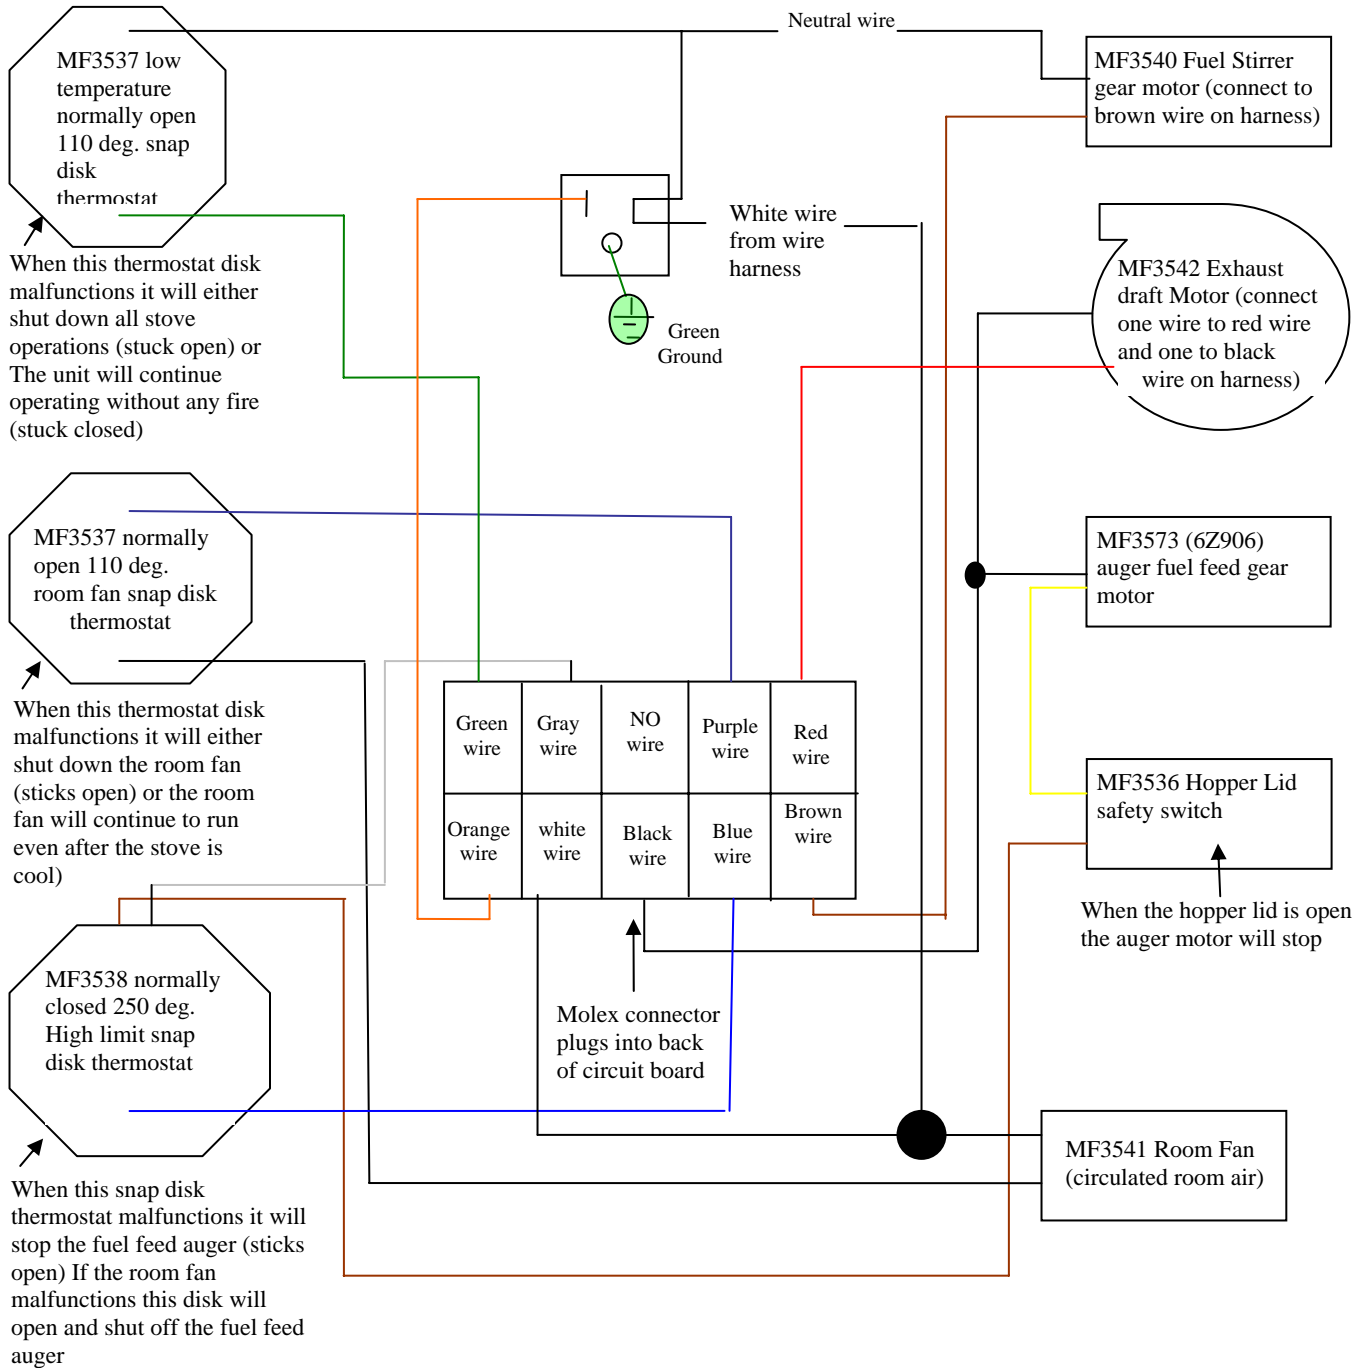 Neutral wire
MF3537 low
temperature
normally open
110 deg. snap
disk
thermostat
MF3540 Fuel Stirrer
gear motor (connect to
brown wire on harness)
White wire
from wire
harness
Green
Ground
When this thermostat disk
malfunctions it will either
shut down all stove
operations (stuck open) or
The unit will continue
operating without any fire
(stuck closed)
MF3542 Exhaust
draft Motor (connect
one wire to red wire
and one to black
wire on harness)
MF3537 normally
open 110 deg.
room fan snap disk
thermostat
MF3573 (6Z906)
auger fuel feed gear
motor
When this thermostat disk
malfunctions it will either
shut down the room fan
(sticks open) or the room
fan will continue to run
even after the stove is
cool)
Green
wire
Gray
wire
NO
wire
Purple
wire
Red
wire
Orange
wire
white
wire
Black
wire
Blue
wire
Brown
wire
MF3536 Hopper Lid
safety switch
When the hopper lid is open
the auger motor will stop
MF3538 normally
closed 250 deg.
High limit snap
disk thermostat
Molex connector
plugs into back
of circuit board
MF3541 Room Fan
(circulated room air)
When this snap disk
thermostat malfunctions it will
stop the fuel feed auger (sticks
open) If the room fan
malfunctions this disk will
open and shut off the fuel feed
auger